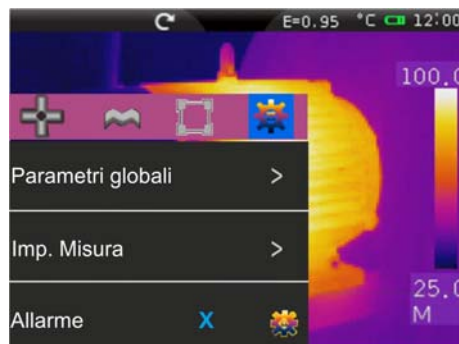 E=0.95 °C 12:00
100.0
Parametri globali >
Imp. Misura >
25.0
M
Allarme X